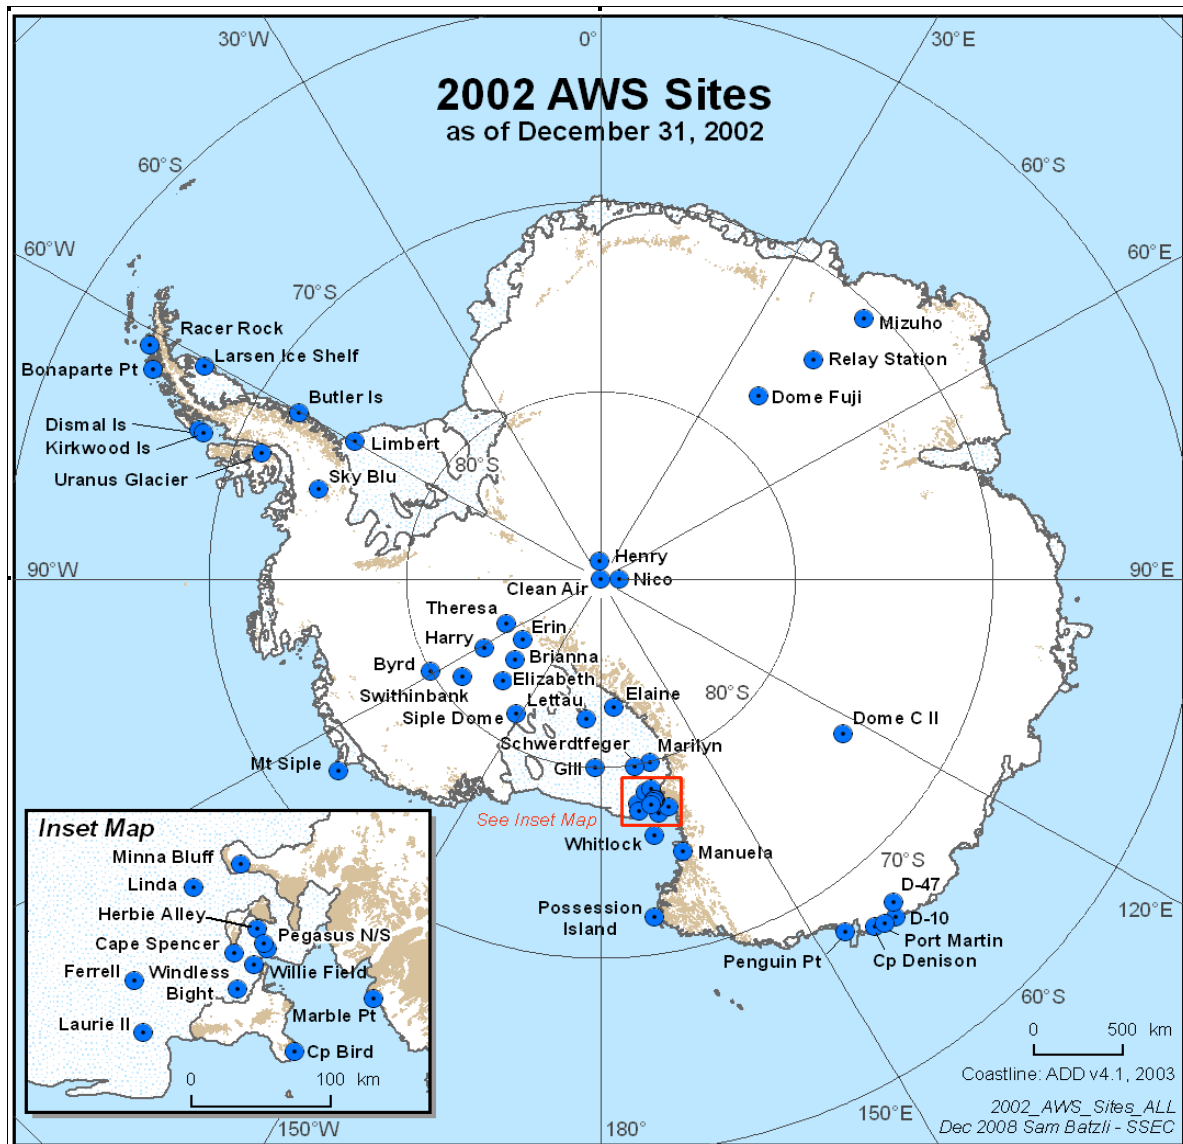 30°W
0°
30°E
2002 AWS Sites
as of December 31, 2002
60°S
60°S
60°W
60°E
70°S
Racer Rock
Mizuho
Larsen Ice Shelf
Relay Station
Bonaparte Pt
Butler Is
Dome Fuji
Dismal Is
Limbert
Kirkwood Is
80°S
Uranus Glacier
Sky Blu
Henry
90°W
Clean Air
Nico
90°E
Theresa
Erin
Harry
Brianna
Byrd
Elizabeth
Swithinbank
Lettau
Elaine
80°S
Siple Dome
Dome C II
Schwerdtfeger
Marilyn
Mt Siple
Gill
See Inset Map
Whitlock
Manuela
70°S
D-47
Possession
Island
D-10
120°E
Port Martin
Penguin Pt
Cp Denison
60°S
Inset Map
Minna Bluff
Linda
Herbie Alley
Pegasus N/S
Cape Spencer
Ferrell
Windless
Bight
Willie Field
Marble Pt
Laurie II
Cp Bird
0 100 km
0 500 km
Coastline: ADD v4.1, 2003
2002_AWS_Sites_ALL
Dec 2008 Sam Batzli - SSEC
150°W
180°
150°E